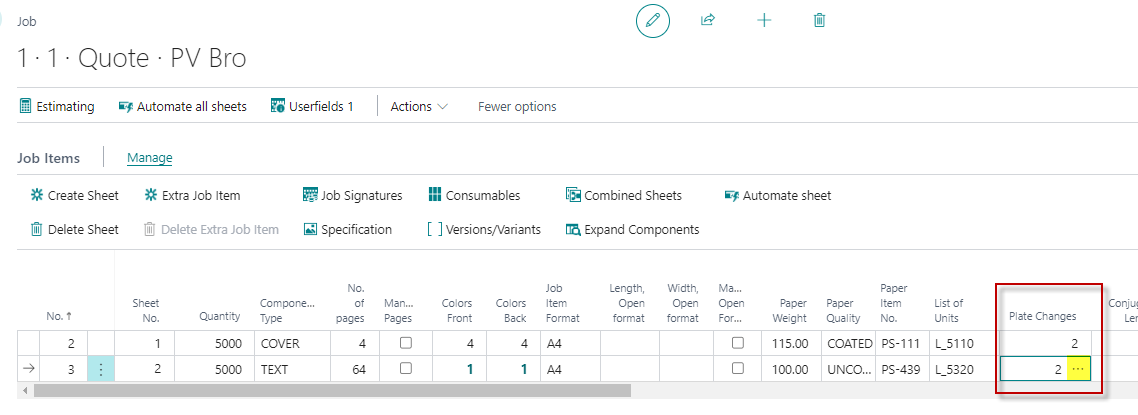 Job
1 · 1 · Quote · PV Bro
Estimating Automate all sheets Userfields 1 Actions Fewer options
Job Items Manage
Create Sheet Extra Job Item Job Signatures Consumables Combined Sheets Automate sheet
Delete Sheet Delete Extra Job Item Specification [ ] Versions/Variants Expand Components
No. ↑ Sheet No. Quantity Compone... Type No. of pages Man... Pages Colors Front Colors Back Job Item Format Length, Open format Width, Open format Ma... Open For... Paper Weight Paper Quality Paper Item No. List of Units Plate Changes Conjug Len
2 1 5000 COVER 4 4 4 A4 115.00 COATED PS-111 L_5110 2
→ 3 2 5000 TEXT 64 1 1 A4 100.00 UNCO... PS-439 L_5320 2 ...